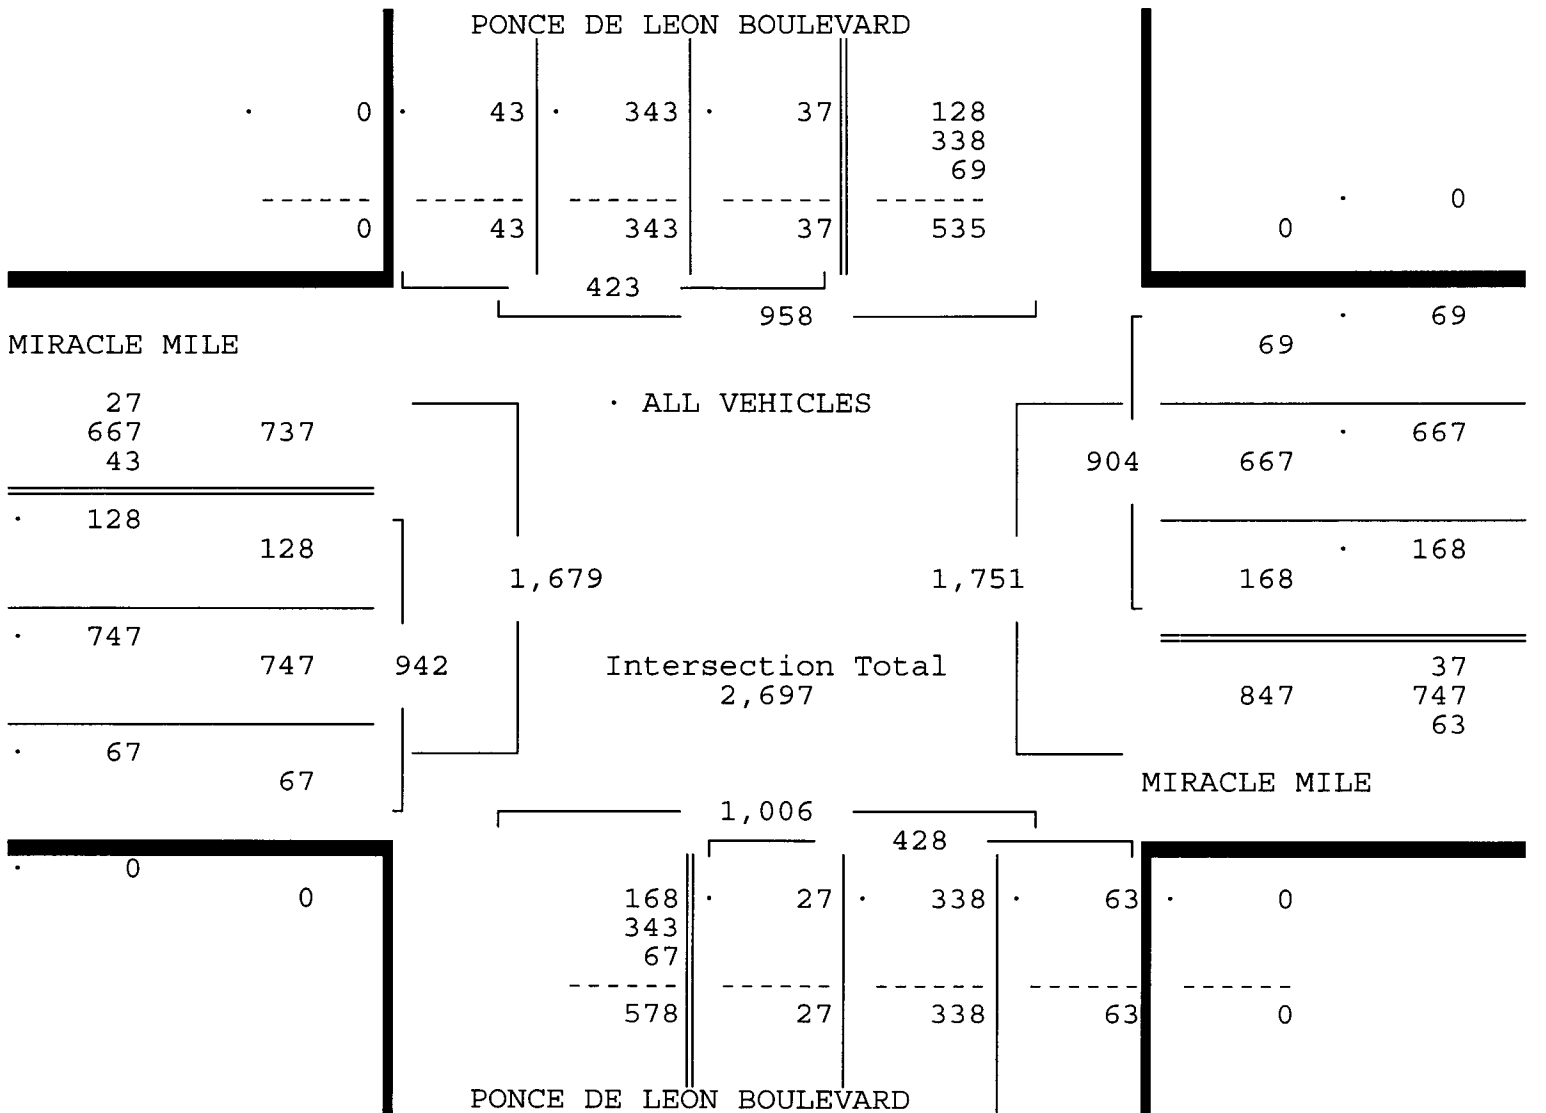 PONCE DE LEON BOULEVARD
· 0 · 43 · 343 · 37 128
338
69
· 0
------ ------ ------ ------ ------
0 43 343 37 535 0
423
958 · 69
MIRACLE MILE 69
27 · ALL VEHICLES
667 737 · 667
43 904 667
· 128
128 · 168
1,679 1,751 168
· 747
747 942 Intersection Total 37
2,697 847 747
63
· 67
67 MIRACLE MILE
1,006
428
· 0
0 168 · 27 · 338 · 63 · 0
343
67
------ ------ ------ ------ ------
578 27 338 63 0
PONCE DE LEON BOULEVARD